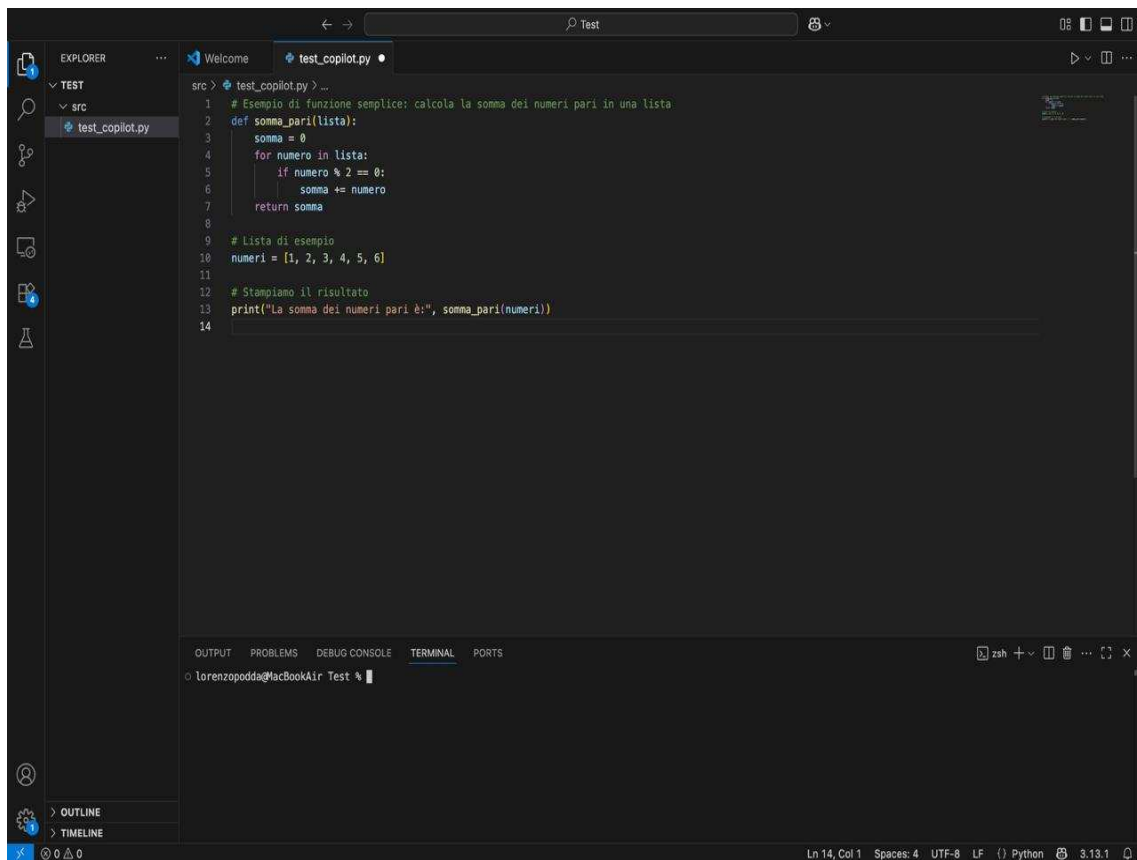 Test
EXPLORER
TEST
src
test_copilot.py
OUTLINE
TIMELINE
Welcome
test_copilot.py
src > test_copilot.py > ...
1 # Esempio di funzione semplice: calcola la somma dei numeri pari in una lista
2 def somma_pari(lista):
3 somma = 0
4 for numero in lista:
5 if numero % 2 == 0:
6 somma += numero
7 return somma
8
9 # Lista di esempio
10 numeri = [1, 2, 3, 4, 5, 6]
11
12 # Stampiamo il risultato
13 print("La somma dei numeri pari è:", somma_pari(numeri))
14
OUTPUT PROBLEMS DEBUG CONSOLE TERMINAL PORTS
zsh
lorenzopodda@MacBookAir Test %
1
4
1
0 0
Ln 14, Col 1 Spaces: 4 UTF-8 LF {} Python 3.13.1